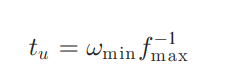 $t_u = \omega_{\min} f_{\max}^{-1}$